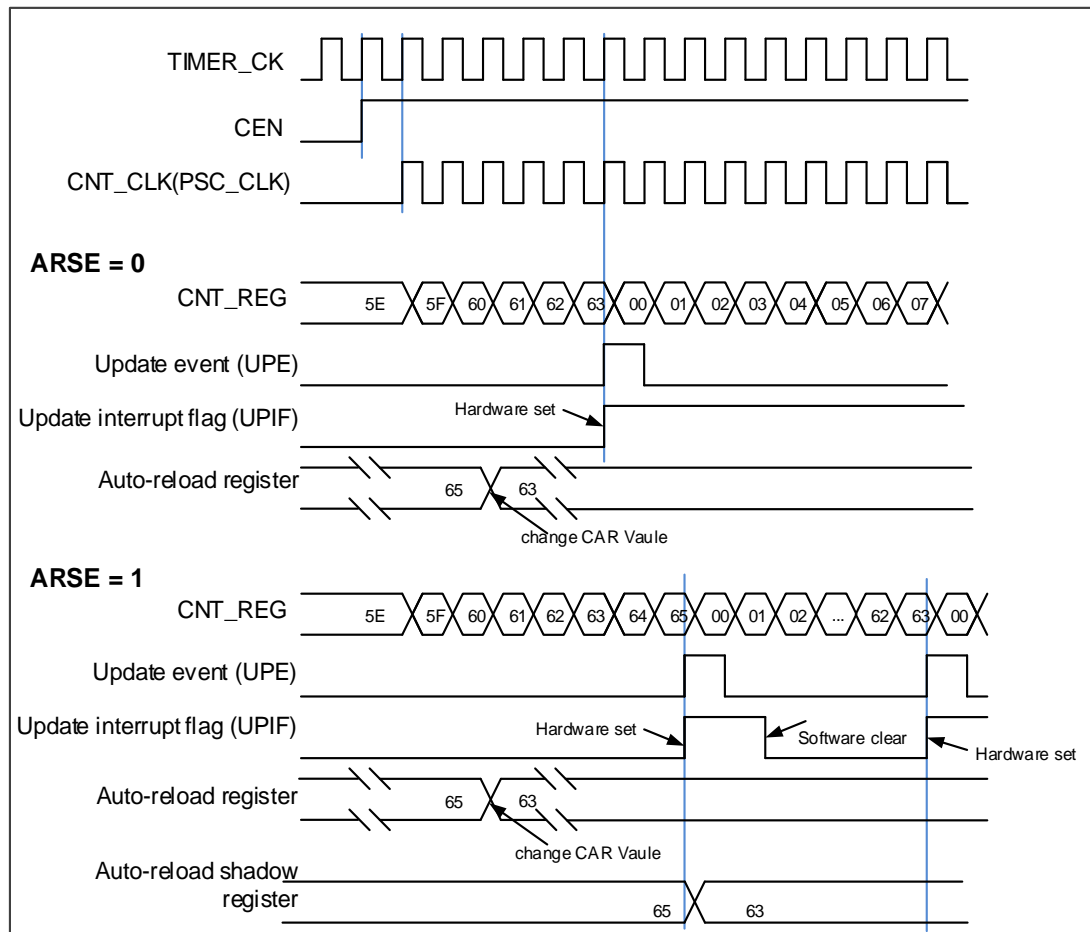 TIMER_CK
CEN
CNT_CLK(PSC_CLK)
ARSE = 0
CNT_REG
5E 5F 60 61 62 63 00 01 02 03 04 05 06 07
Update event (UPE)
Update interrupt flag (UPIF)
Hardware set
Auto-reload register
65 63
change CAR Vaule
ARSE = 1
CNT_REG
5E 5F 60 61 62 63 64 65 00 01 02 ... 62 63 00
Update event (UPE)
Update interrupt flag (UPIF)
Hardware set
Software clear
Hardware set
Auto-reload register
65 63
change CAR Vaule
Auto-reload shadow
register
65 63